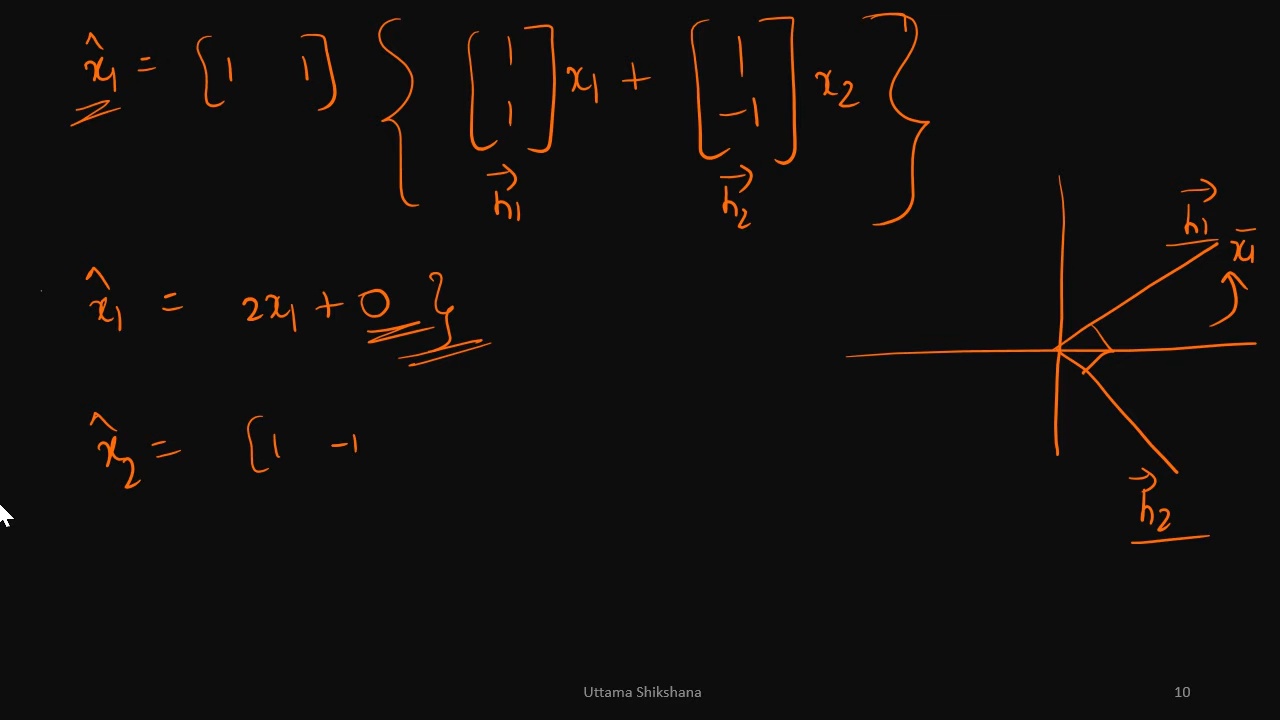 x̂₁ = [1 1] { [1 1] x₁ + [1 -1] x₂ }
h⃗₁ h⃗₂
x̂₁ = 2x₁ + 0 }
x̂₂ = [1 -1
h⃗₁ x̄₁
h⃗₂
Uttama Shikshana 10